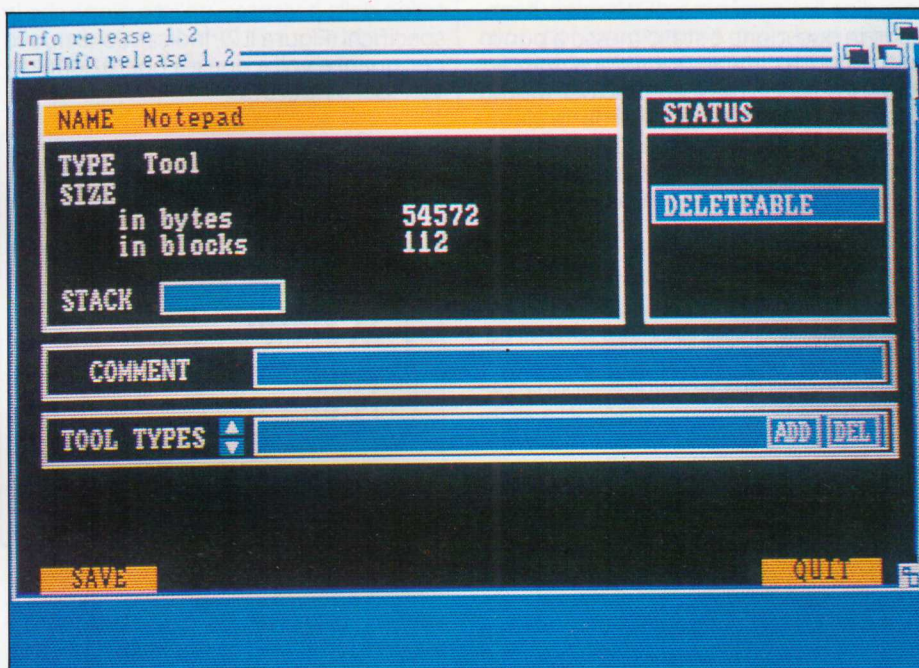 Info release 1.2
Info release 1.2
NAME Notepad
STATUS
TYPE Tool
SIZE
in bytes 54572
DELETEABLE
in blocks 112
STACK
COMMENT
TOOL TYPES ADD DEL
SAVE QUIT